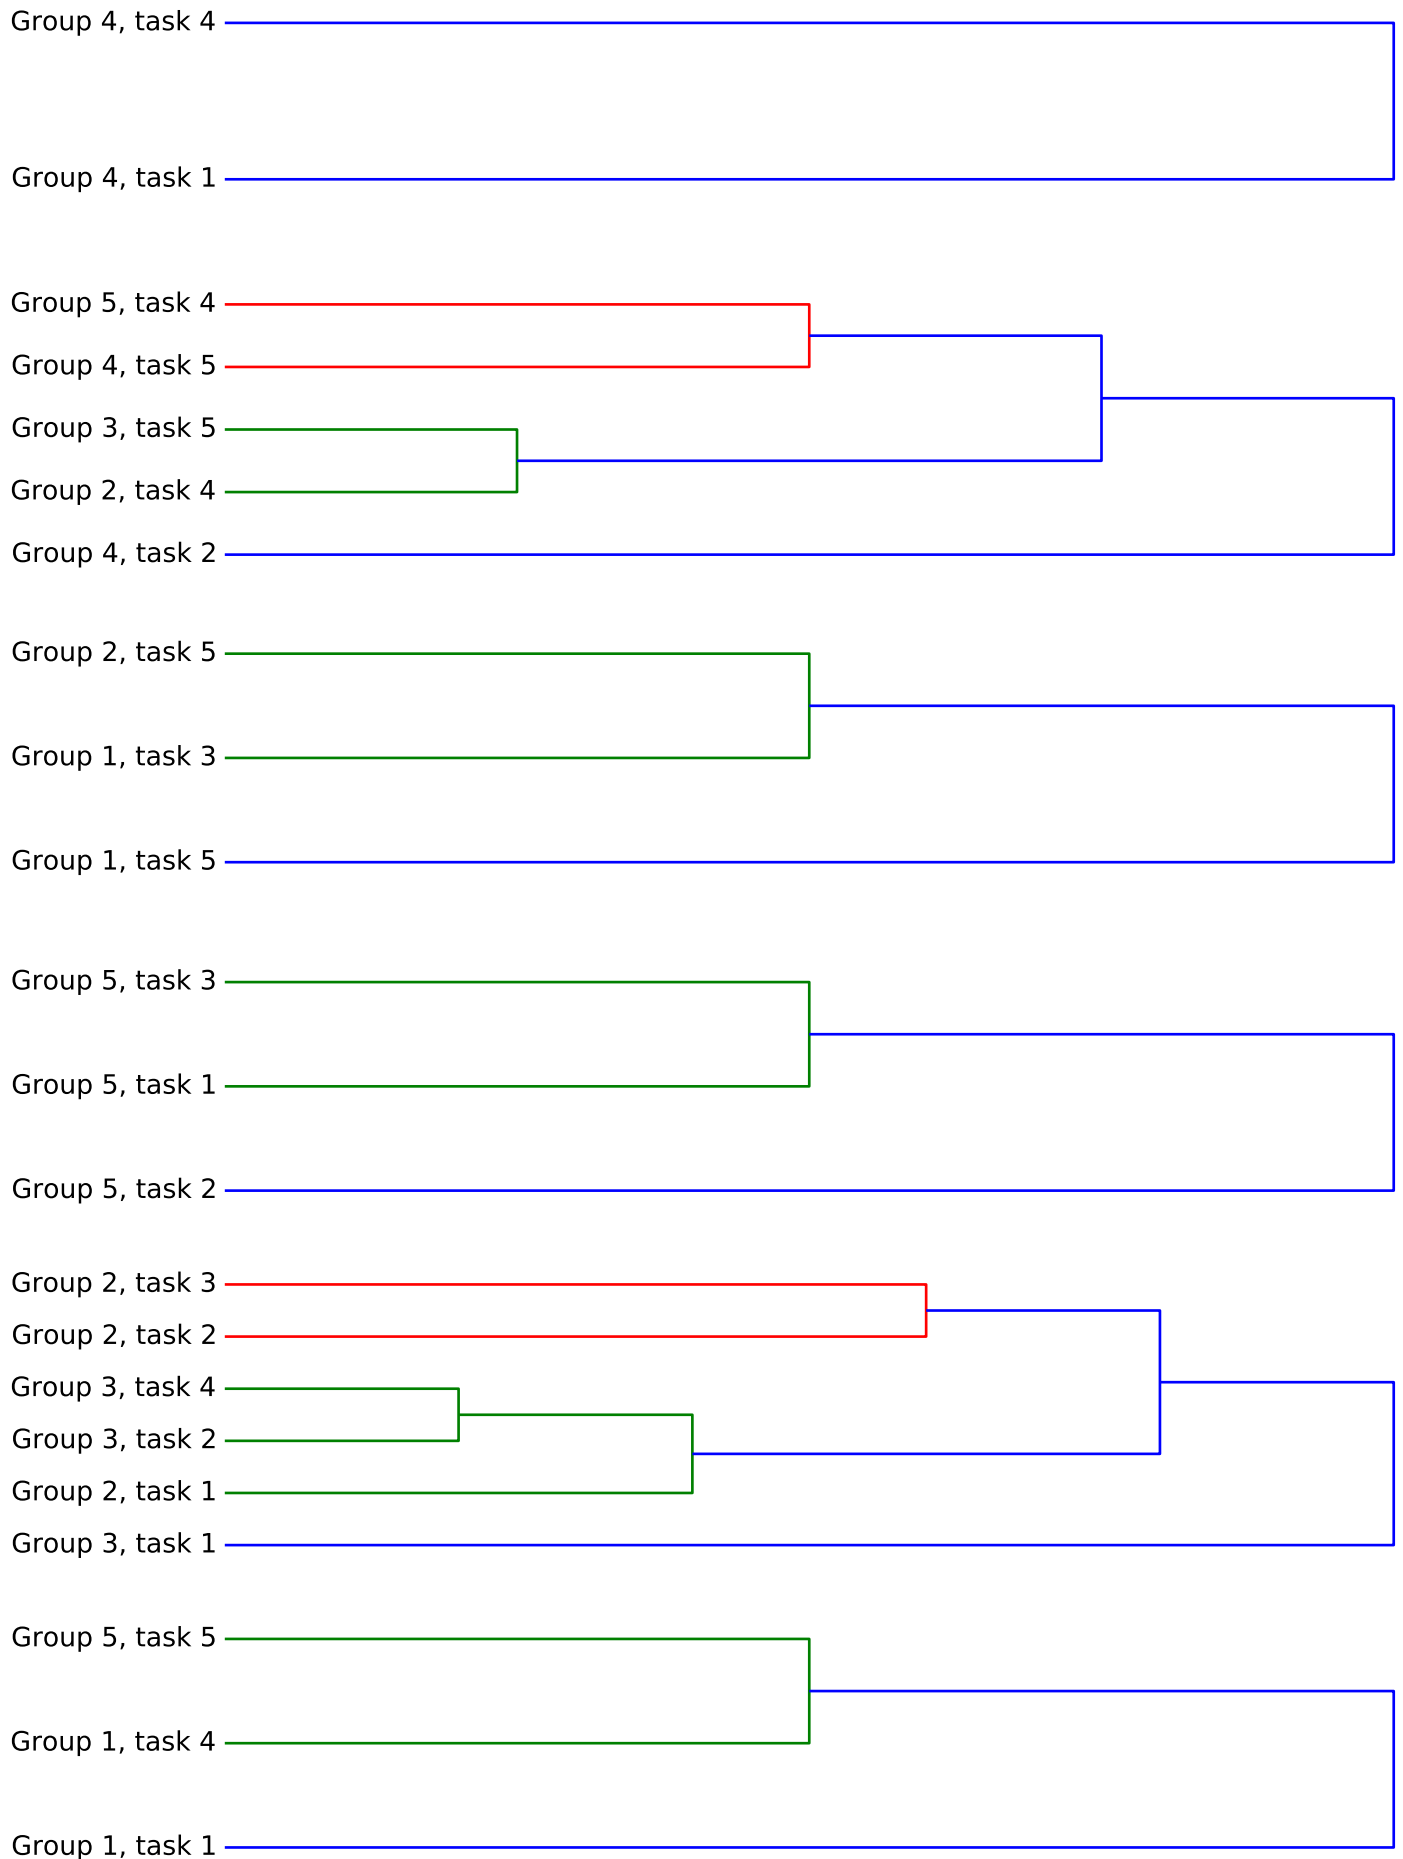 Group 4, task 4
Group 4, task 1
Group 5, task 4
Group 4, task 5
Group 3, task 5
Group 2, task 4
Group 4, task 2
Group 2, task 5
Group 1, task 3
Group 1, task 5
Group 5, task 3
Group 5, task 1
Group 5, task 2
Group 2, task 3
Group 2, task 2
Group 3, task 4
Group 3, task 2
Group 2, task 1
Group 3, task 1
Group 5, task 5
Group 1, task 4
Group 1, task 1